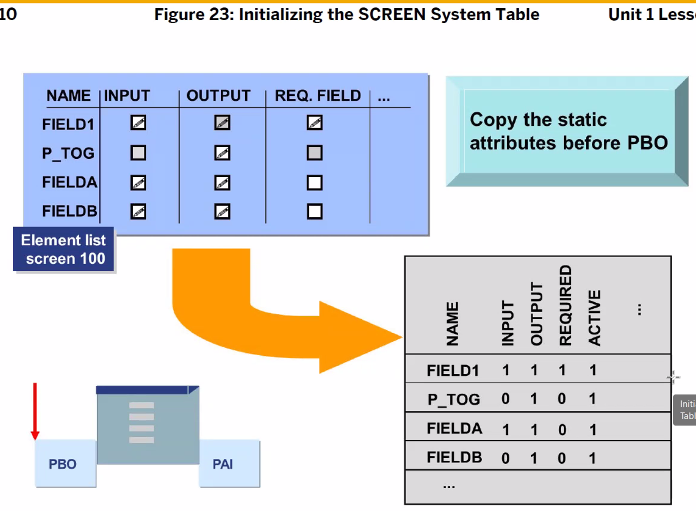 10
Figure 23: Initializing the SCREEN System Table
Unit 1 Less
NAME INPUT OUTPUT REQ. FIELD ...
FIELD1
P_TOG
FIELDA
FIELDB
Element list
screen 100
Copy the static
attributes before PBO
NAME INPUT OUTPUT REQUIRED ACTIVE ...
FIELD1 1 1 1 1
P_TOG 0 1 0 1
FIELDA 1 1 0 1
FIELDB 0 1 0 1
...
Initi
Tabl
PBO
PAI